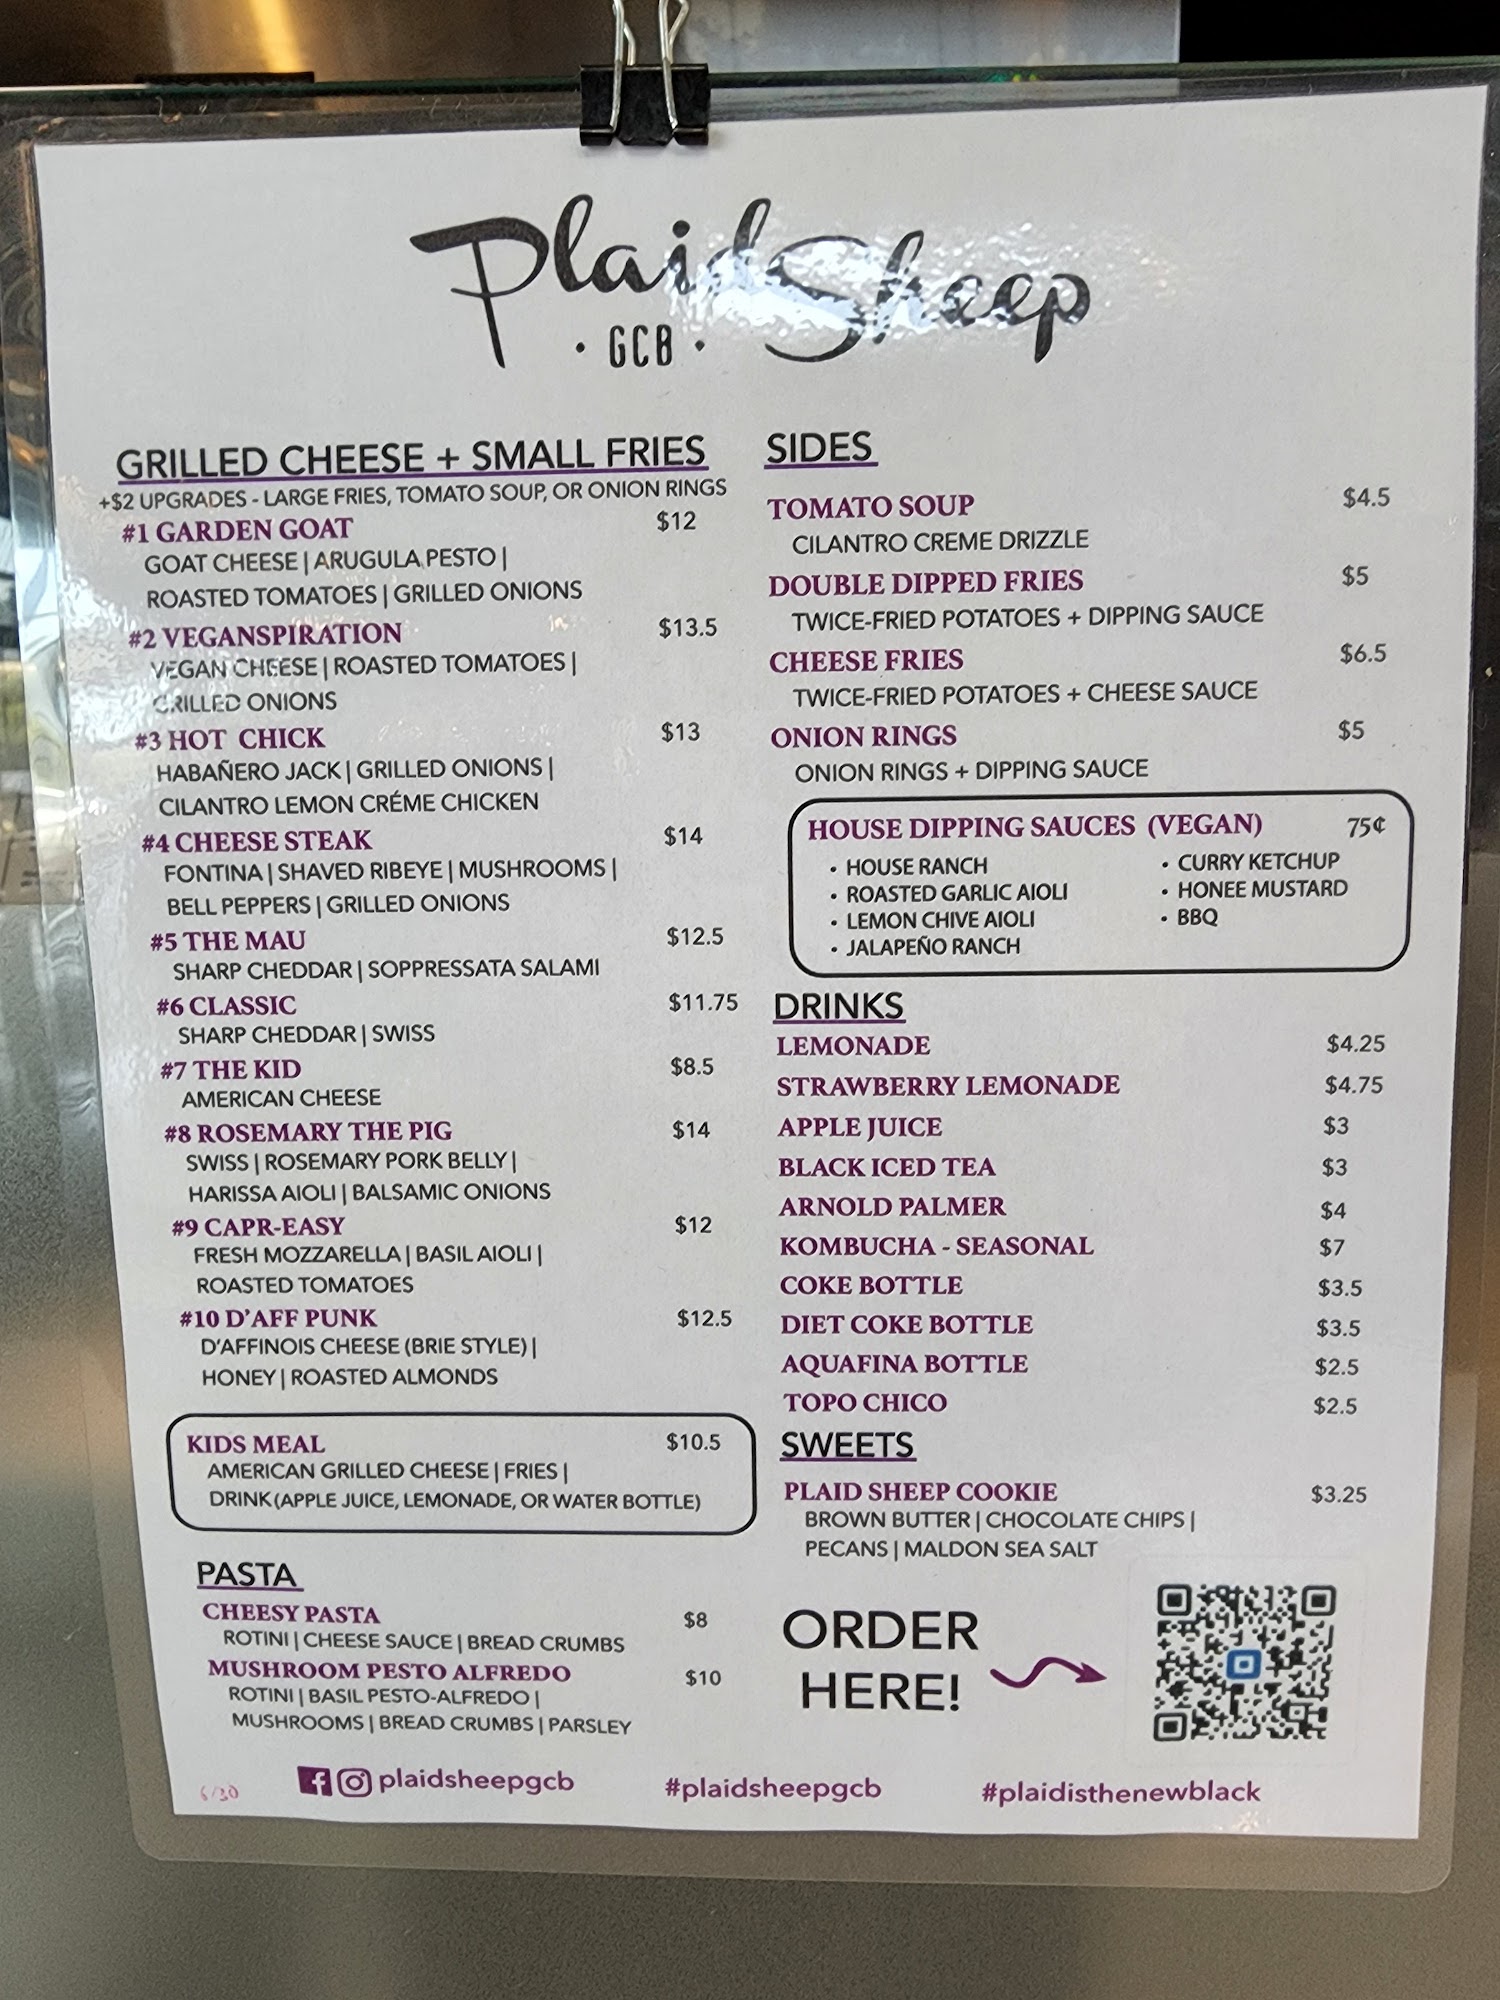 Plaid Sheep
· GCB ·
GRILLED CHEESE + SMALL FRIES
+$2 UPGRADES - LARGE FRIES, TOMATO SOUP, OR ONION RINGS
#1 GARDEN GOAT $12
GOAT CHEESE | ARUGULA PESTO |
ROASTED TOMATOES | GRILLED ONIONS
#2 VEGANSPIRATION $13.5
VEGAN CHEESE | ROASTED TOMATOES |
GRILLED ONIONS
#3 HOT CHICK $13
HABAÑERO JACK | GRILLED ONIONS |
CILANTRO LEMON CRÉME CHICKEN
#4 CHEESE STEAK $14
FONTINA | SHAVED RIBEYE | MUSHROOMS |
BELL PEPPERS | GRILLED ONIONS
#5 THE MAU $12.5
SHARP CHEDDAR | SOPPRESSATA SALAMI
#6 CLASSIC $11.75
SHARP CHEDDAR | SWISS
#7 THE KID $8.5
AMERICAN CHEESE
#8 ROSEMARY THE PIG $14
SWISS | ROSEMARY PORK BELLY |
HARISSA AIOLI | BALSAMIC ONIONS
#9 CAPR-EASY $12
FRESH MOZZARELLA | BASIL AIOLI |
ROASTED TOMATOES
#10 D'AFF PUNK $12.5
D'AFFINOIS CHEESE (BRIE STYLE) |
HONEY | ROASTED ALMONDS
KIDS MEAL $10.5
AMERICAN GRILLED CHEESE | FRIES |
DRINK (APPLE JUICE, LEMONADE, OR WATER BOTTLE)
PASTA
CHEESY PASTA $8
ROTINI | CHEESE SAUCE | BREAD CRUMBS
MUSHROOM PESTO ALFREDO $10
ROTINI | BASIL PESTO-ALFREDO |
MUSHROOMS | BREAD CRUMBS | PARSLEY
SIDES
TOMATO SOUP $4.5
CILANTRO CREME DRIZZLE
DOUBLE DIPPED FRIES $5
TWICE-FRIED POTATOES + DIPPING SAUCE
CHEESE FRIES $6.5
TWICE-FRIED POTATOES + CHEESE SAUCE
ONION RINGS $5
ONION RINGS + DIPPING SAUCE
HOUSE DIPPING SAUCES (VEGAN) 75¢
• HOUSE RANCH
• ROASTED GARLIC AIOLI
• LEMON CHIVE AIOLI
• JALAPEÑO RANCH
• CURRY KETCHUP
• HONEE MUSTARD
• BBQ
DRINKS
LEMONADE $4.25
STRAWBERRY LEMONADE $4.75
APPLE JUICE $3
BLACK ICED TEA $3
ARNOLD PALMER $4
KOMBUCHA - SEASONAL $7
COKE BOTTLE $3.5
DIET COKE BOTTLE $3.5
AQUAFINA BOTTLE $2.5
TOPO CHICO $2.5
SWEETS
PLAID SHEEP COOKIE $3.25
BROWN BUTTER | CHOCOLATE CHIPS |
PECANS | MALDON SEA SALT
ORDER
HERE!
6/30
plaidsheepgcb
#plaidsheepgcb
#plaidisthenewblack